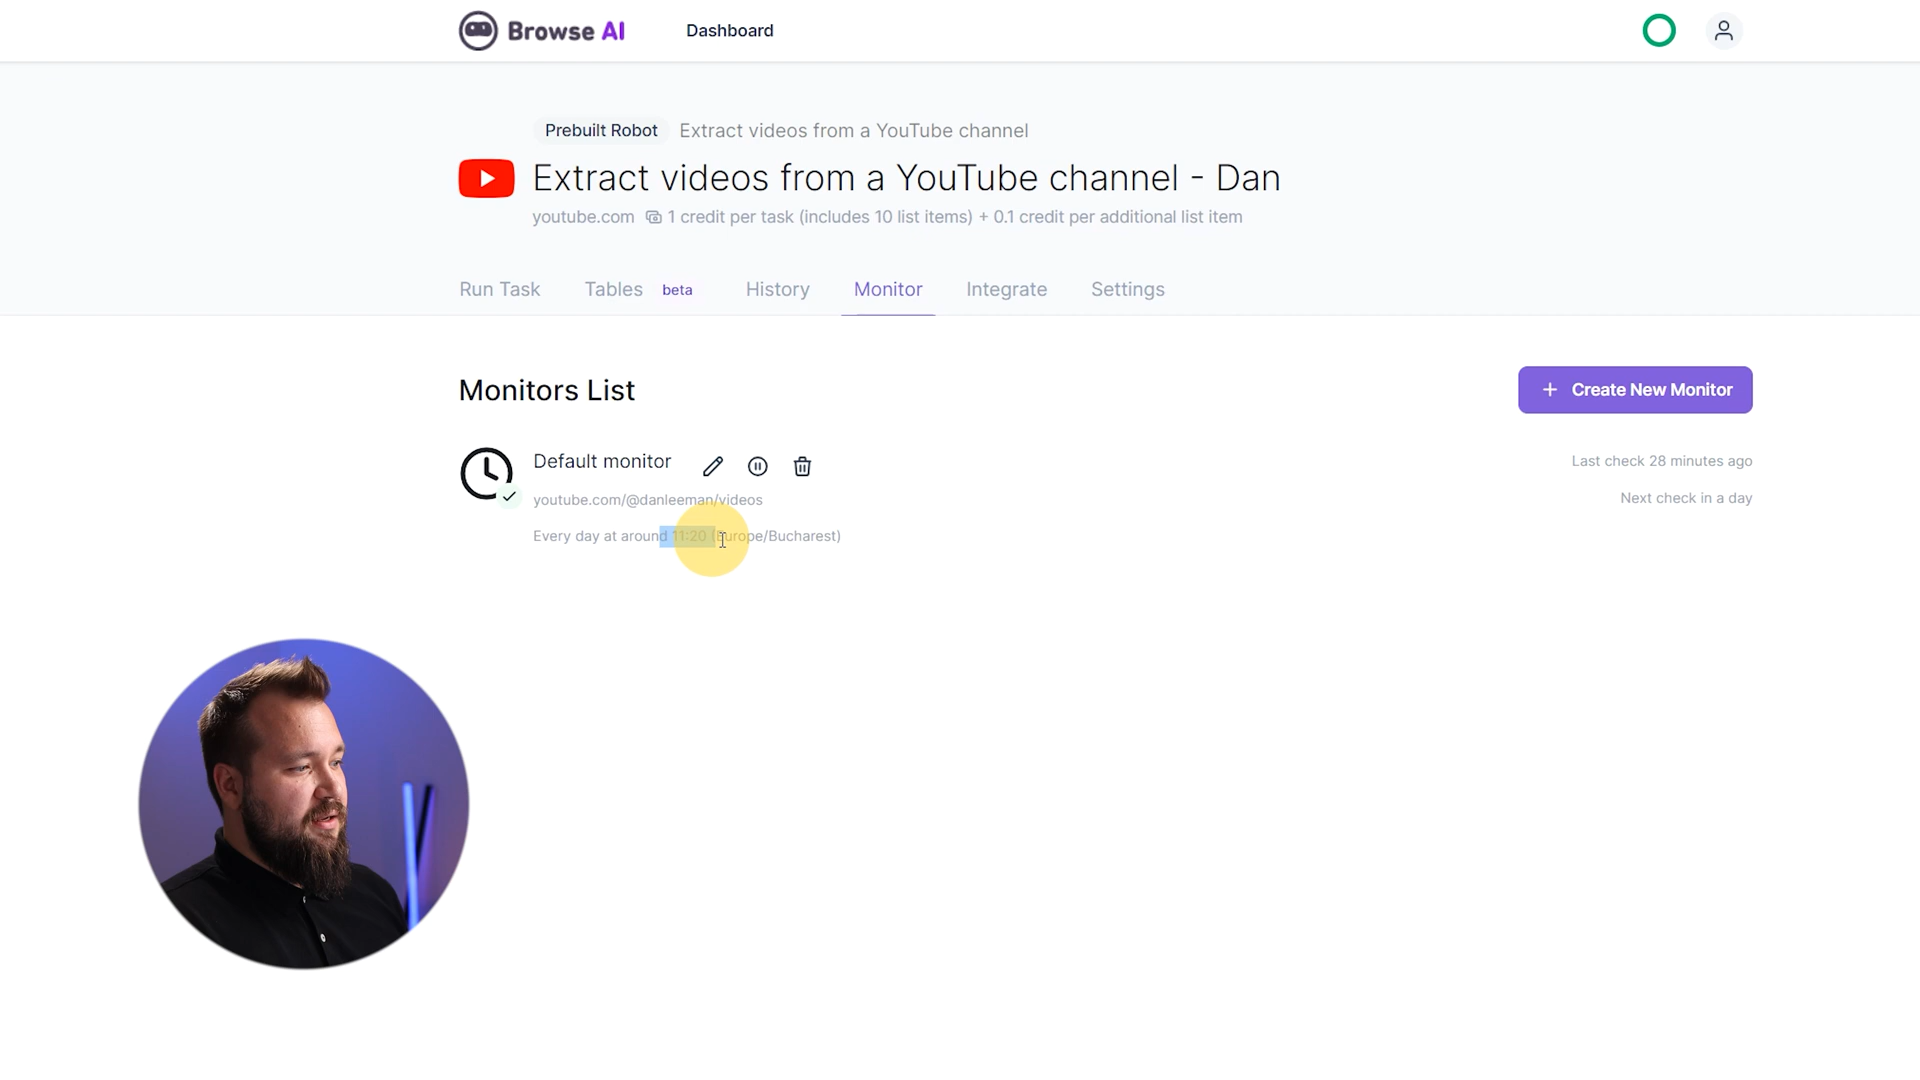 Browse AI
Dashboard
Prebuilt Robot Extract videos from a YouTube channel
Extract videos from a YouTube channel - Dan
youtube.com 1 credit per task (includes 10 list items) + 0.1 credit per additional list item
Run Task Tables beta History Monitor Integrate Settings
Monitors List
+ Create New Monitor
Default monitor
Last check 28 minutes ago
youtube.com/@danleeman/videos
Next check in a day
Every day at around 11:20 (Europe/Bucharest)